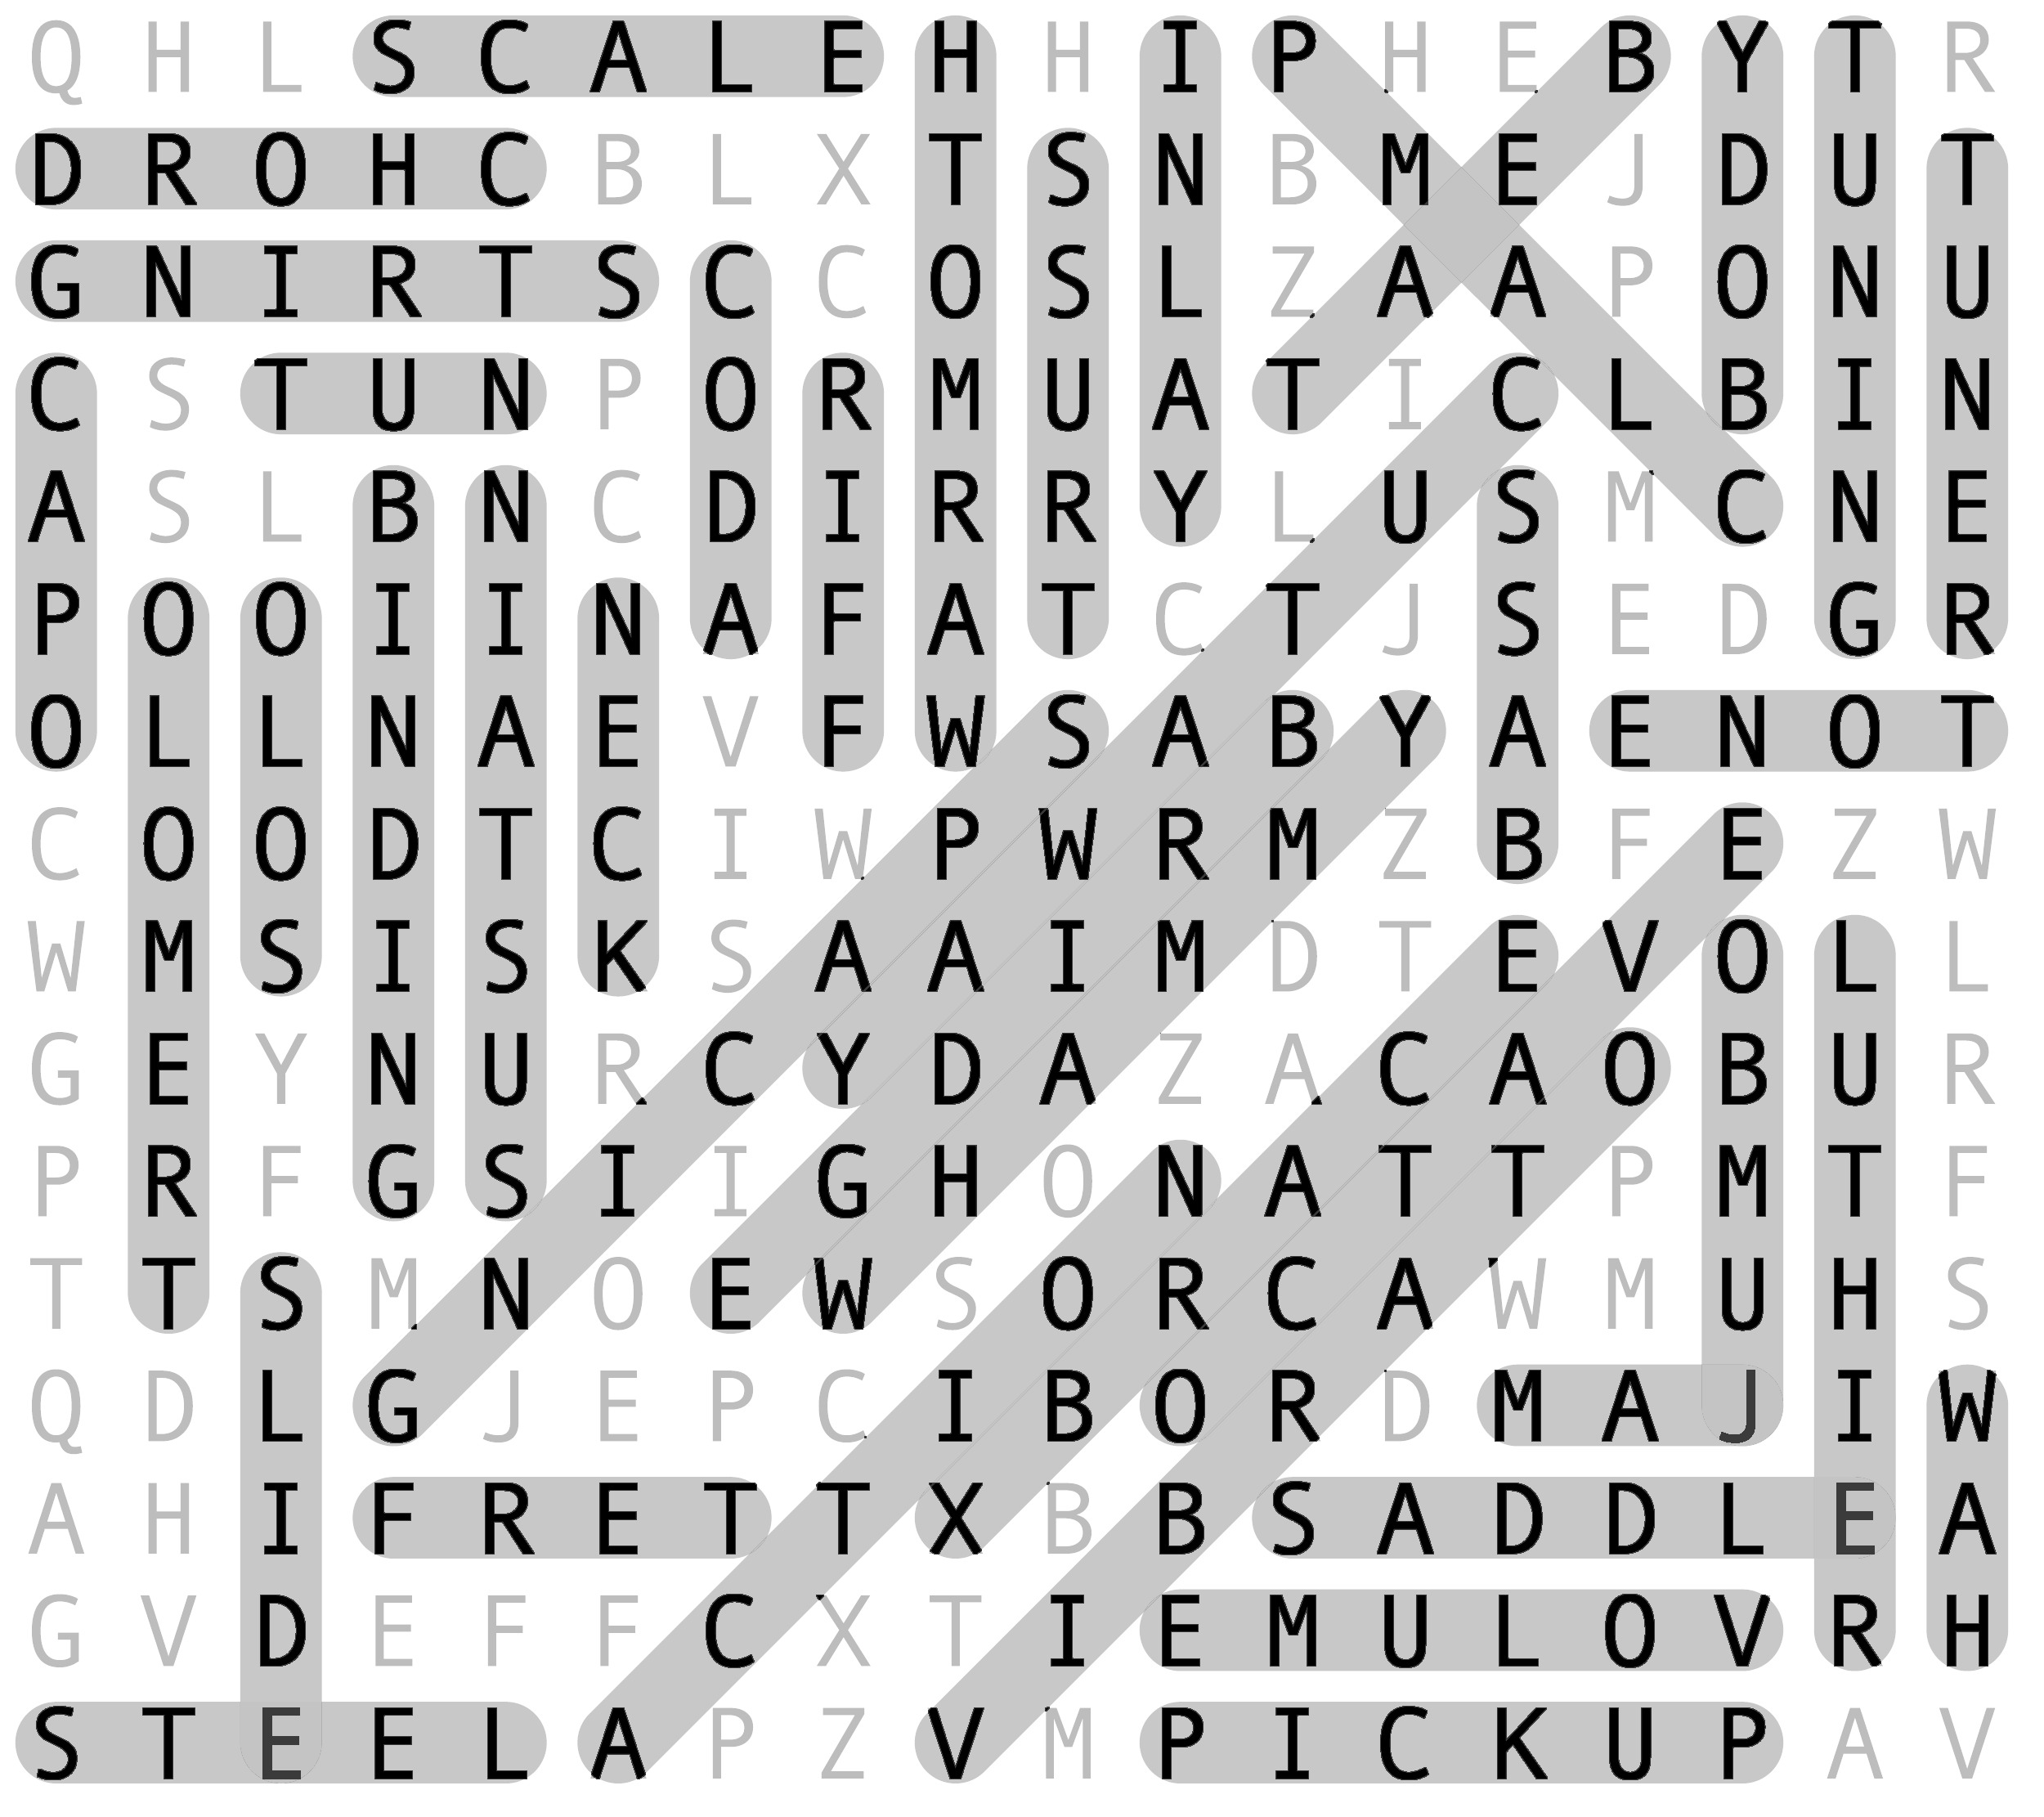 Q H L S C A L E H H I P H E B Y T R
D R O H C B L X T S N B M E J D U T
G N I R T S C C O S L Z A A P O N U
C S T U N P O R M U A T I C L B I N
A S L B N C D I R R Y L U S M C N E
P O O I I N A F A T C T J S E D G R
O L L N A E V F W S A B Y A E N O T
C O O D T C I W P W R M Z B F E Z W
W M S I S K S A A I M D T E V O L L
G E Y N U R C Y D A Z A C A O B U R
P R F G S I I G H O N A T T P M T F
T T S M N O E W S O R C A W M U H S
Q D L G J E P C I B O R D M A J I W
A H I F R E T T X B B S A D D L E A
G V D E F F C X T I E M U L O V R H
S T E E L A P Z V M P I C K U P A V